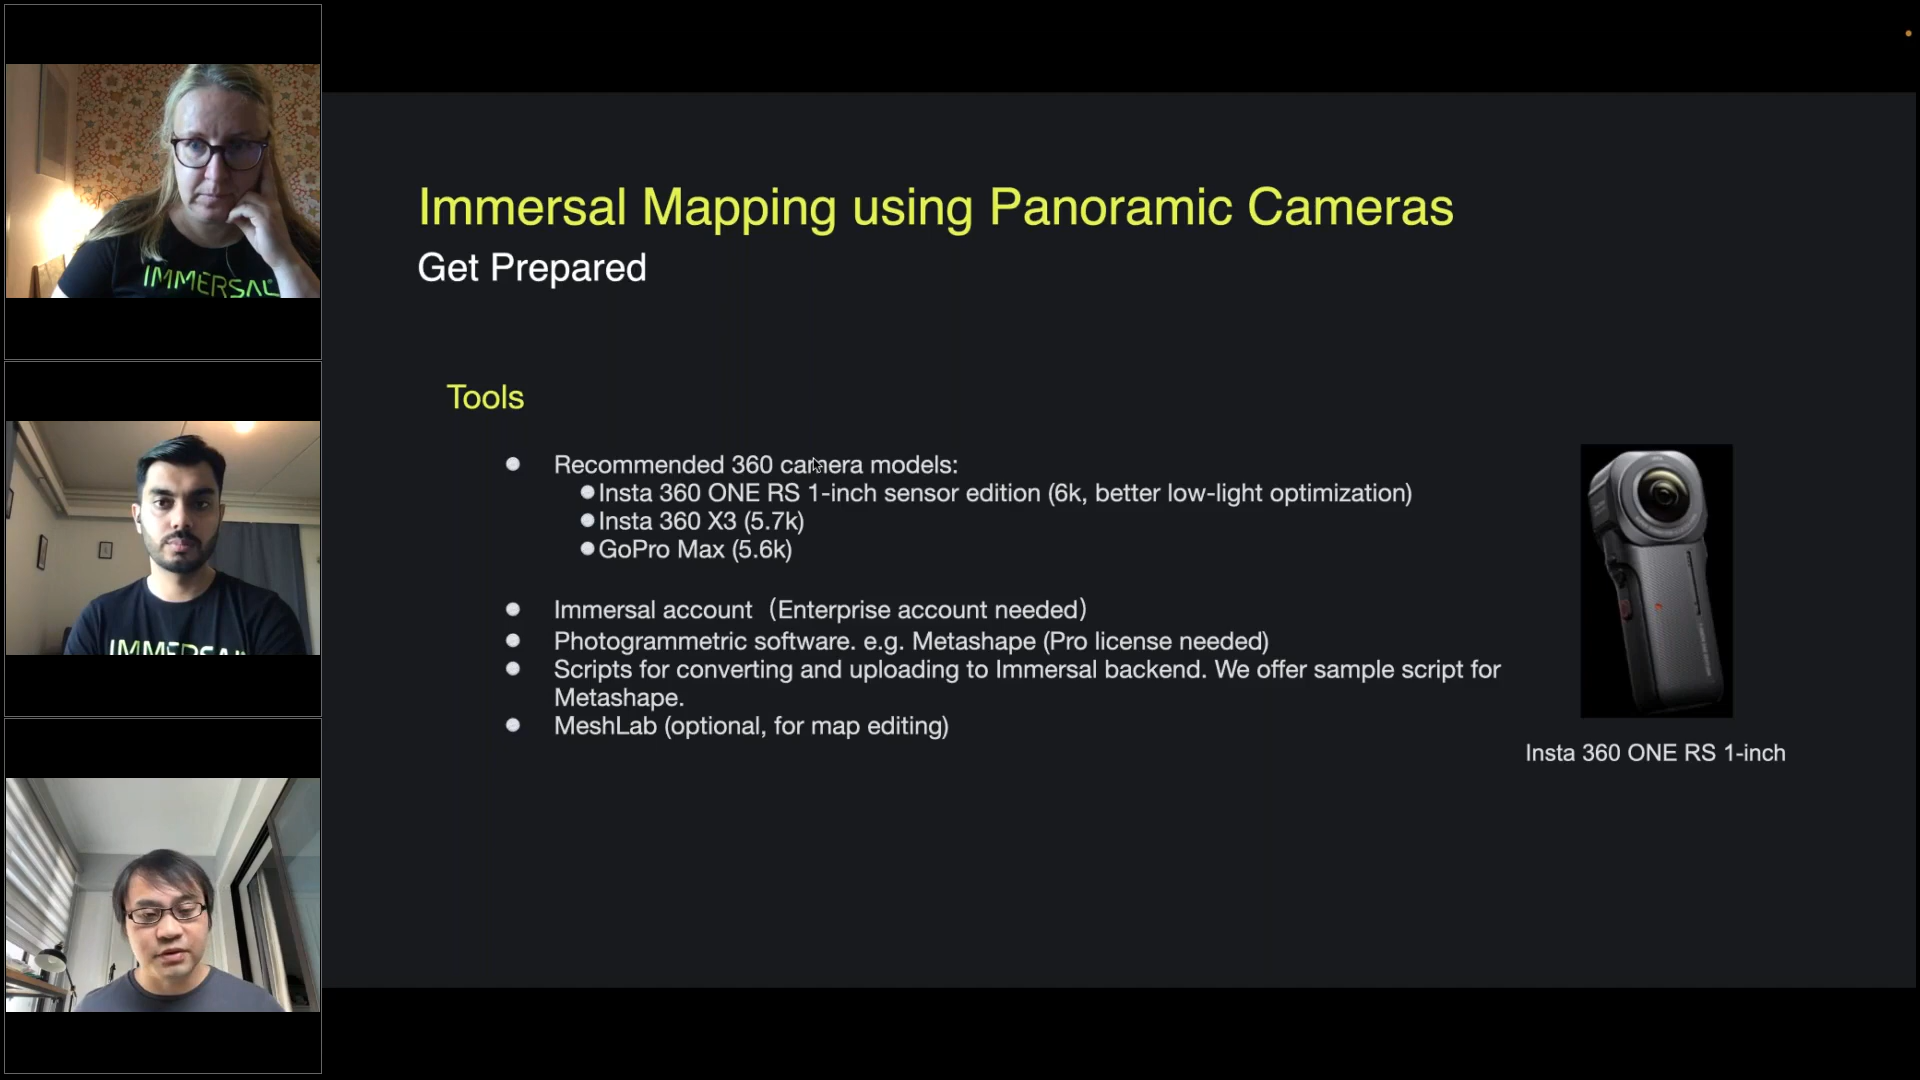 IMMERSAL
IMMERSAL
Immersal Mapping using Panoramic Cameras
Get Prepared
Tools
Recommended 360 camera models:
Insta 360 ONE RS 1-inch sensor edition (6k, better low-light optimization)
Insta 360 X3 (5.7k)
GoPro Max (5.6k)
Immersal account（Enterprise account needed）
Photogrammetric software. e.g. Metashape (Pro license needed)
Scripts for converting and uploading to Immersal backend. We offer sample script for
Metashape.
MeshLab (optional, for map editing)
Insta 360 ONE RS 1-inch